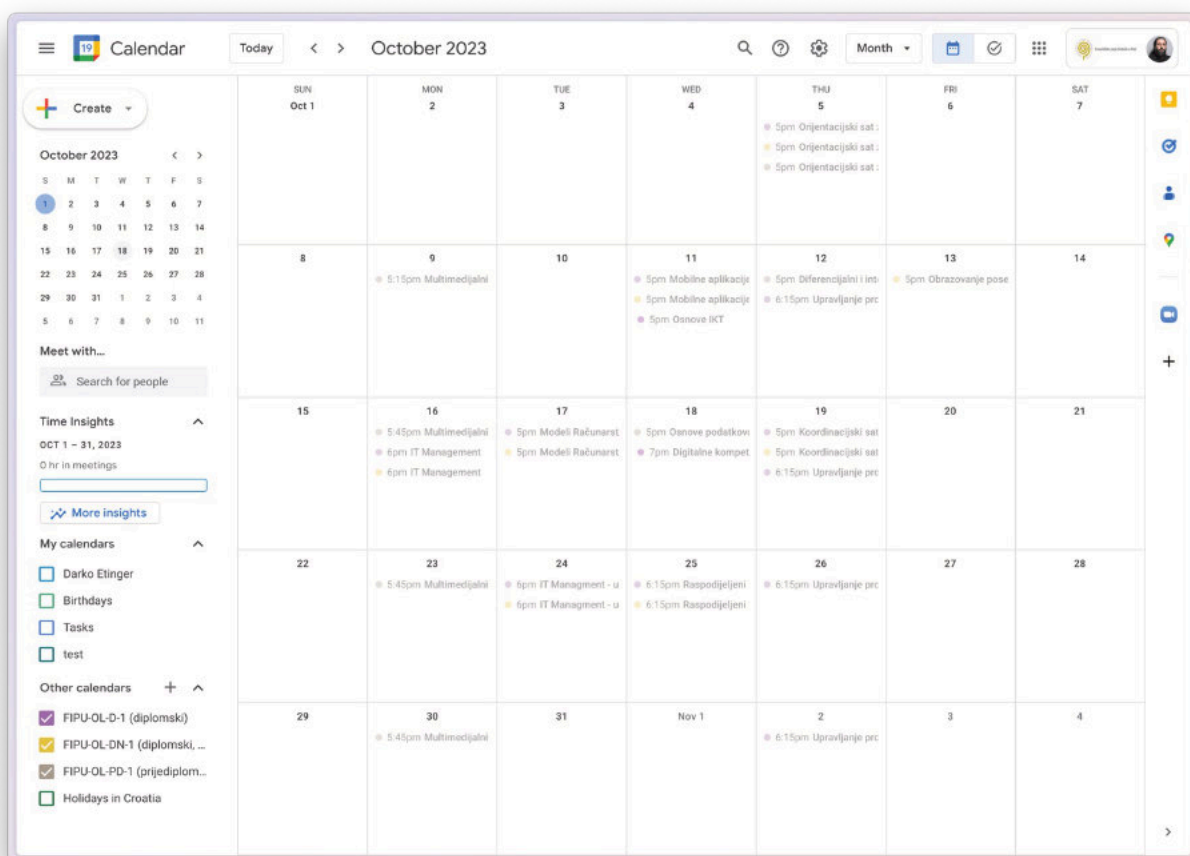 19 Calendar Today < > October 2023 Month
Create
October 2023 < >
S M T W T F S
1 2 3 4 5 6 7
8 9 10 11 12 13 14
15 16 17 18 19 20 21
22 23 24 25 26 27 28
29 30 31 1 2 3 4
5 6 7 8 9 10 11
Meet with...
Search for people
Time Insights
OCT 1 – 31, 2023
0 hr in meetings
More insights
My calendars
Darko Etinger
Birthdays
Tasks
test
Other calendars +
FIPU-OL-D-1 (diplomski)
FIPU-OL-DN-1 (diplomski, ...
FIPU-OL-PD-1 (prijediplom...
Holidays in Croatia
SUN MON TUE WED THU FRI SAT
Oct 1 2 3 4 5 6 7
5pm Orijentacijski sat
5pm Orijentacijski sat
5pm Orijentacijski sat
8 9 10 11 12 13 14
5:15pm Multimedijalni
5pm Mobilne aplikacije
5pm Mobilne aplikacije
5pm Osnove IKT
5pm Diferencijalni i int
6:15pm Upravljanje prc
5pm Obrazovanje pose
15 16 17 18 19 20 21
5:45pm Multimedijalni
6pm IT Management
6pm IT Management
5pm Modeli Računarst
5pm Modeli Računarst
5pm Osnove podatkov
7pm Digitalne kompet
5pm Koordinacijski sat
5pm Koordinacijski sat
6:15pm Upravljanje prc
22 23 24 25 26 27 28
5:45pm Multimedijalni
6pm IT Managment - u
6pm IT Managment - u
6:15pm Raspodijeljeni
6:15pm Raspodijeljeni
6:15pm Upravljanje prc
29 30 31 Nov 1 2 3 4
5:45pm Multimedijalni
6:15pm Upravljanje prc